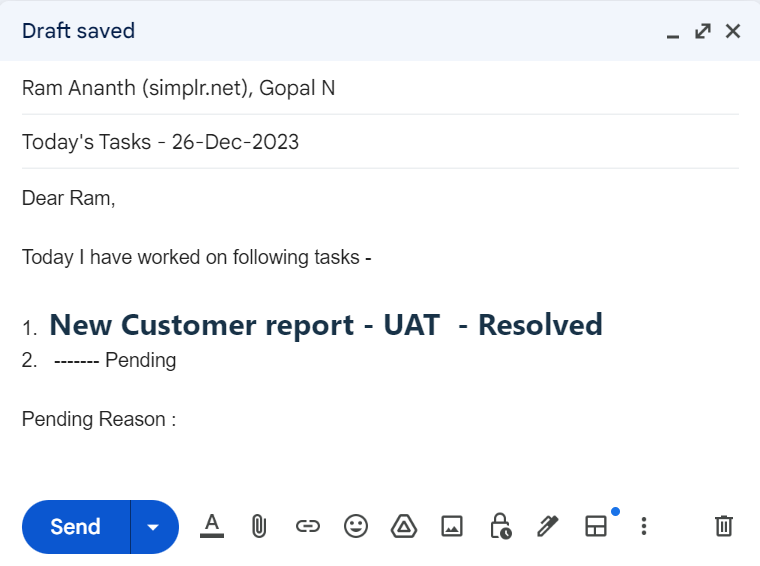 Draft saved
Ram Ananth (simplr.net), Gopal N
Today's Tasks - 26-Dec-2023
Dear Ram,
Today I have worked on following tasks -
1. New Customer report - UAT  - Resolved
2. ------- Pending
Pending Reason :
Send
A